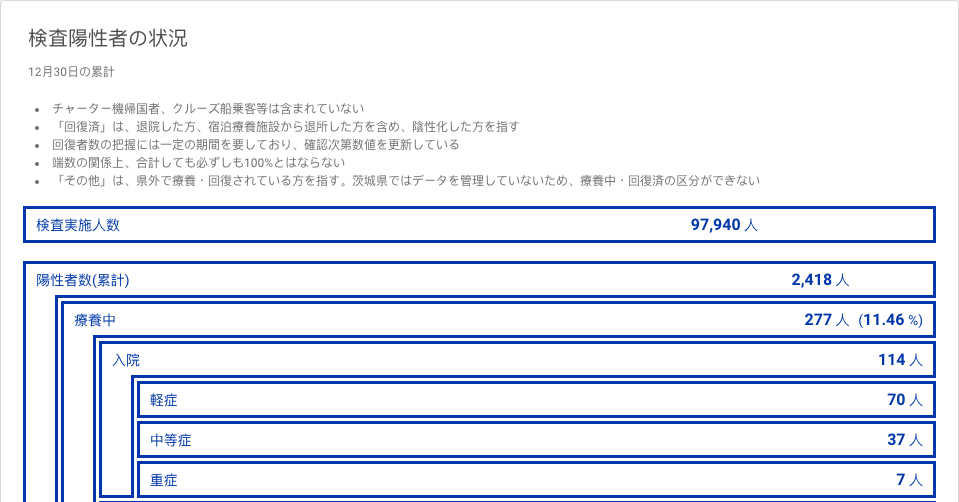 検査陽性者の状況
12月30日の累計
• チャーター機帰国者、クルーズ船乗客等は含まれていない
• 「回復済」は、退院した方、宿泊療養施設から退所した方を含め、陰性化した方を指す
• 回復者数の把握には一定の期間を要しており、確認次第数値を更新している
• 端数の関係上、合計しても必ずしも100%とはならない
• 「その他」は、県外で療養・回復されている方を指す。茨城県ではデータを管理していないため、療養中・回復済の区分ができない
検査実施人数 97,940 人
陽性者数(累計) 2,418 人
療養中 277 人 (11.46 %)
入院 114 人
軽症 70 人
中等症 37 人
重症 7 人